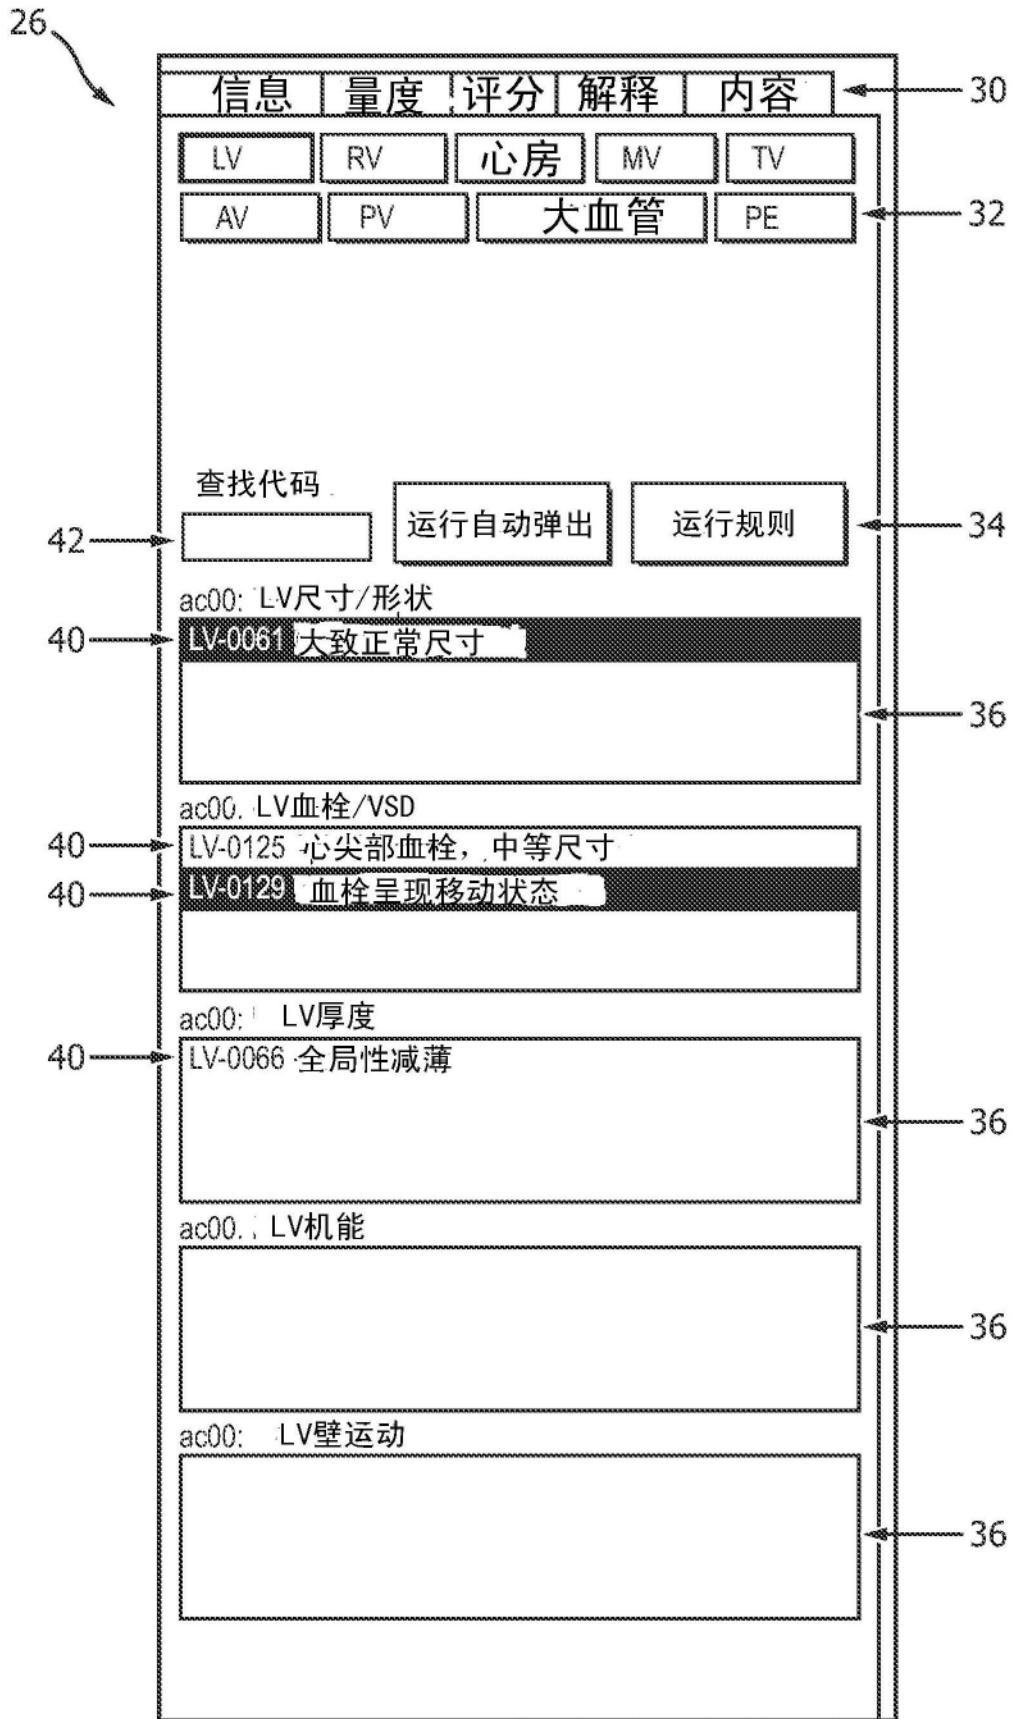 26
信息 量度 评分 解释 内容 30
LV RV 心房 MV TV
AV PV 大血管 PE 32
查找代码
42 运行自动弹出 运行规则 34
ac00: LV尺寸/形状
40 LV-0061 大致正常尺寸
36
ac00. LV血栓/VSD
40 LV-0125 心尖部血栓，中等尺寸
40 LV-0129 血栓呈现移动状态
ac00: LV厚度
40 LV-0066 全局性减薄
36
ac00. LV机能
36
ac00: LV壁运动
36